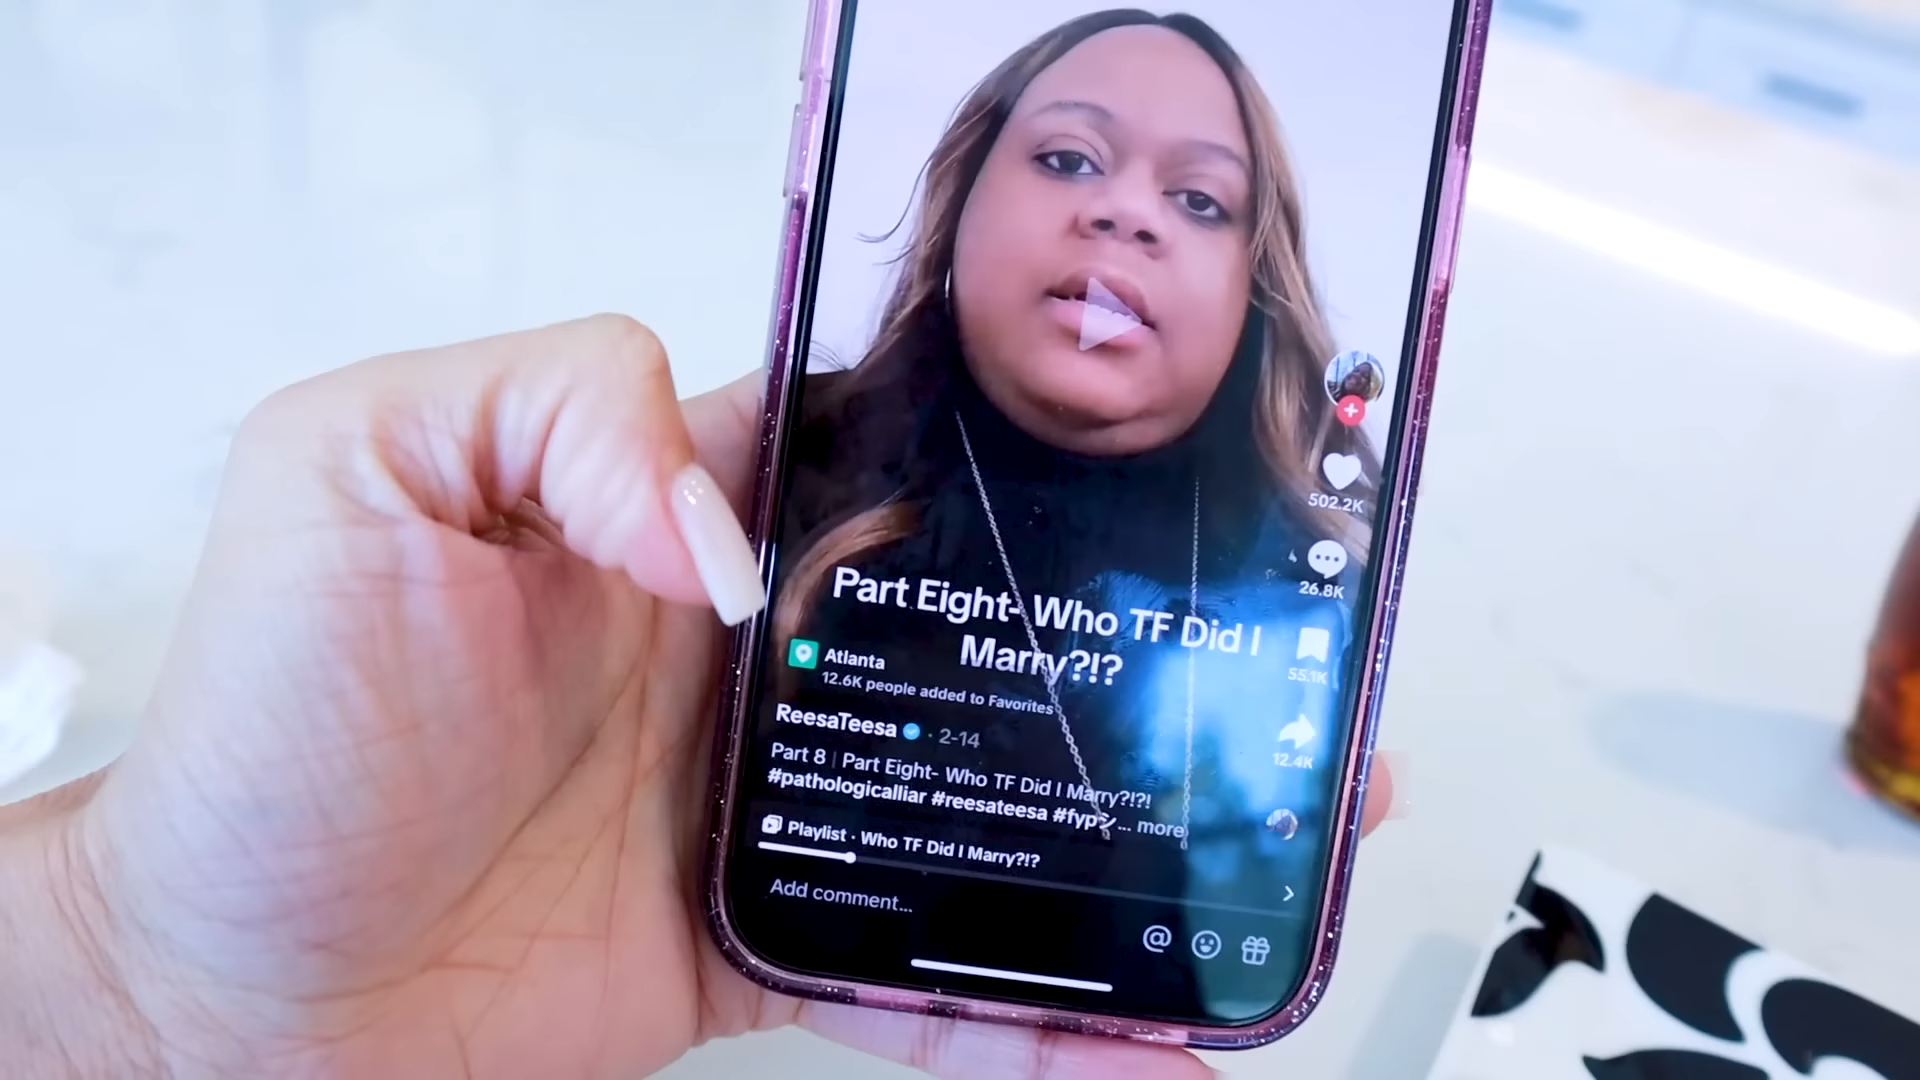 502.2K
26.8K
Part Eight- Who TF Did I
Marry?!?
55.1K
Atlanta
12.6K people added to Favorites
ReesaTeesa · 2-14
12.4K
Part 8 | Part Eight- Who TF Did I Marry?!?!
#pathologicalliar #reesateesa #fypシ... more
Playlist · Who TF Did I Marry?!?
Add comment...
@